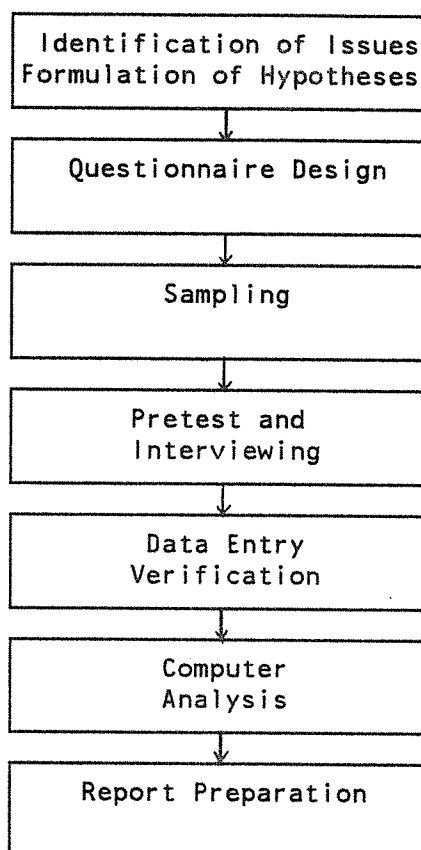 Identification of Issues
Formulation of Hypotheses
Questionnaire Design
Sampling
Pretest and
Interviewing
Data Entry
Verification
Computer
Analysis
Report Preparation